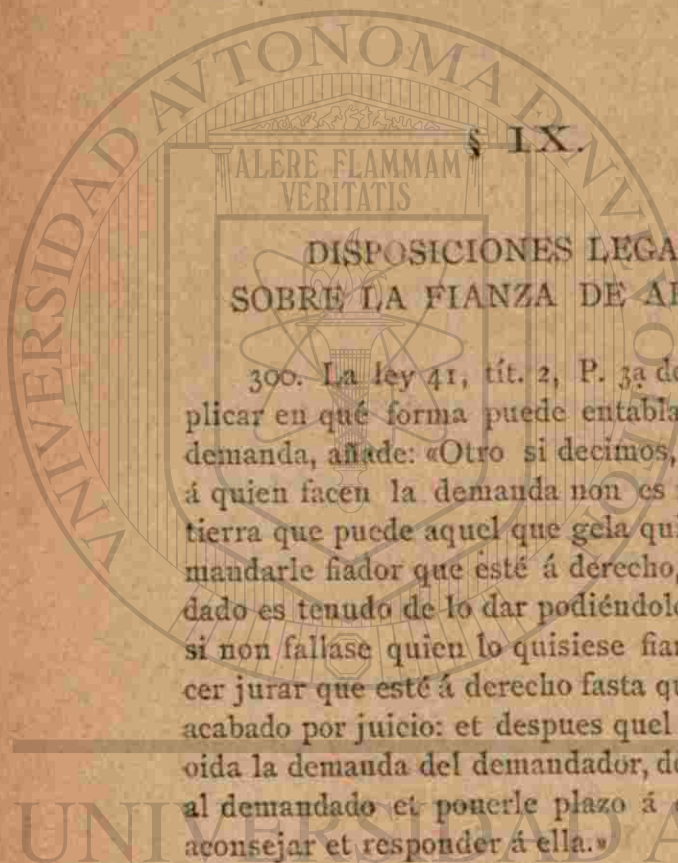 § IX.
DISPOSICIONES LEGA
SOBRE LA FIANZA DE A
300. La ley 41, tít. 2, P. 3a de
plicar en qué forma puede entabla
demanda, añade: «Otro si decimos,
á quien facen la demanda non es
tierra que puede aquel que gela qui
mandarle fiador que esté á derecho,
dado es tenudo de lo dar podiéndol
si non fallase quien lo quisiese fia
cer jurar que esté á derecho fasta qu
acabado por juicio: et despues quel
oida la demanda del demandador, d
al demandado et ponerle plazo á
aconsejar et responder á ella.»
UNIVERSIDAD AVTONOMA DE NVEVO
ALERE FLAMMAM
VERITATIS
UNIVERSIDAD A